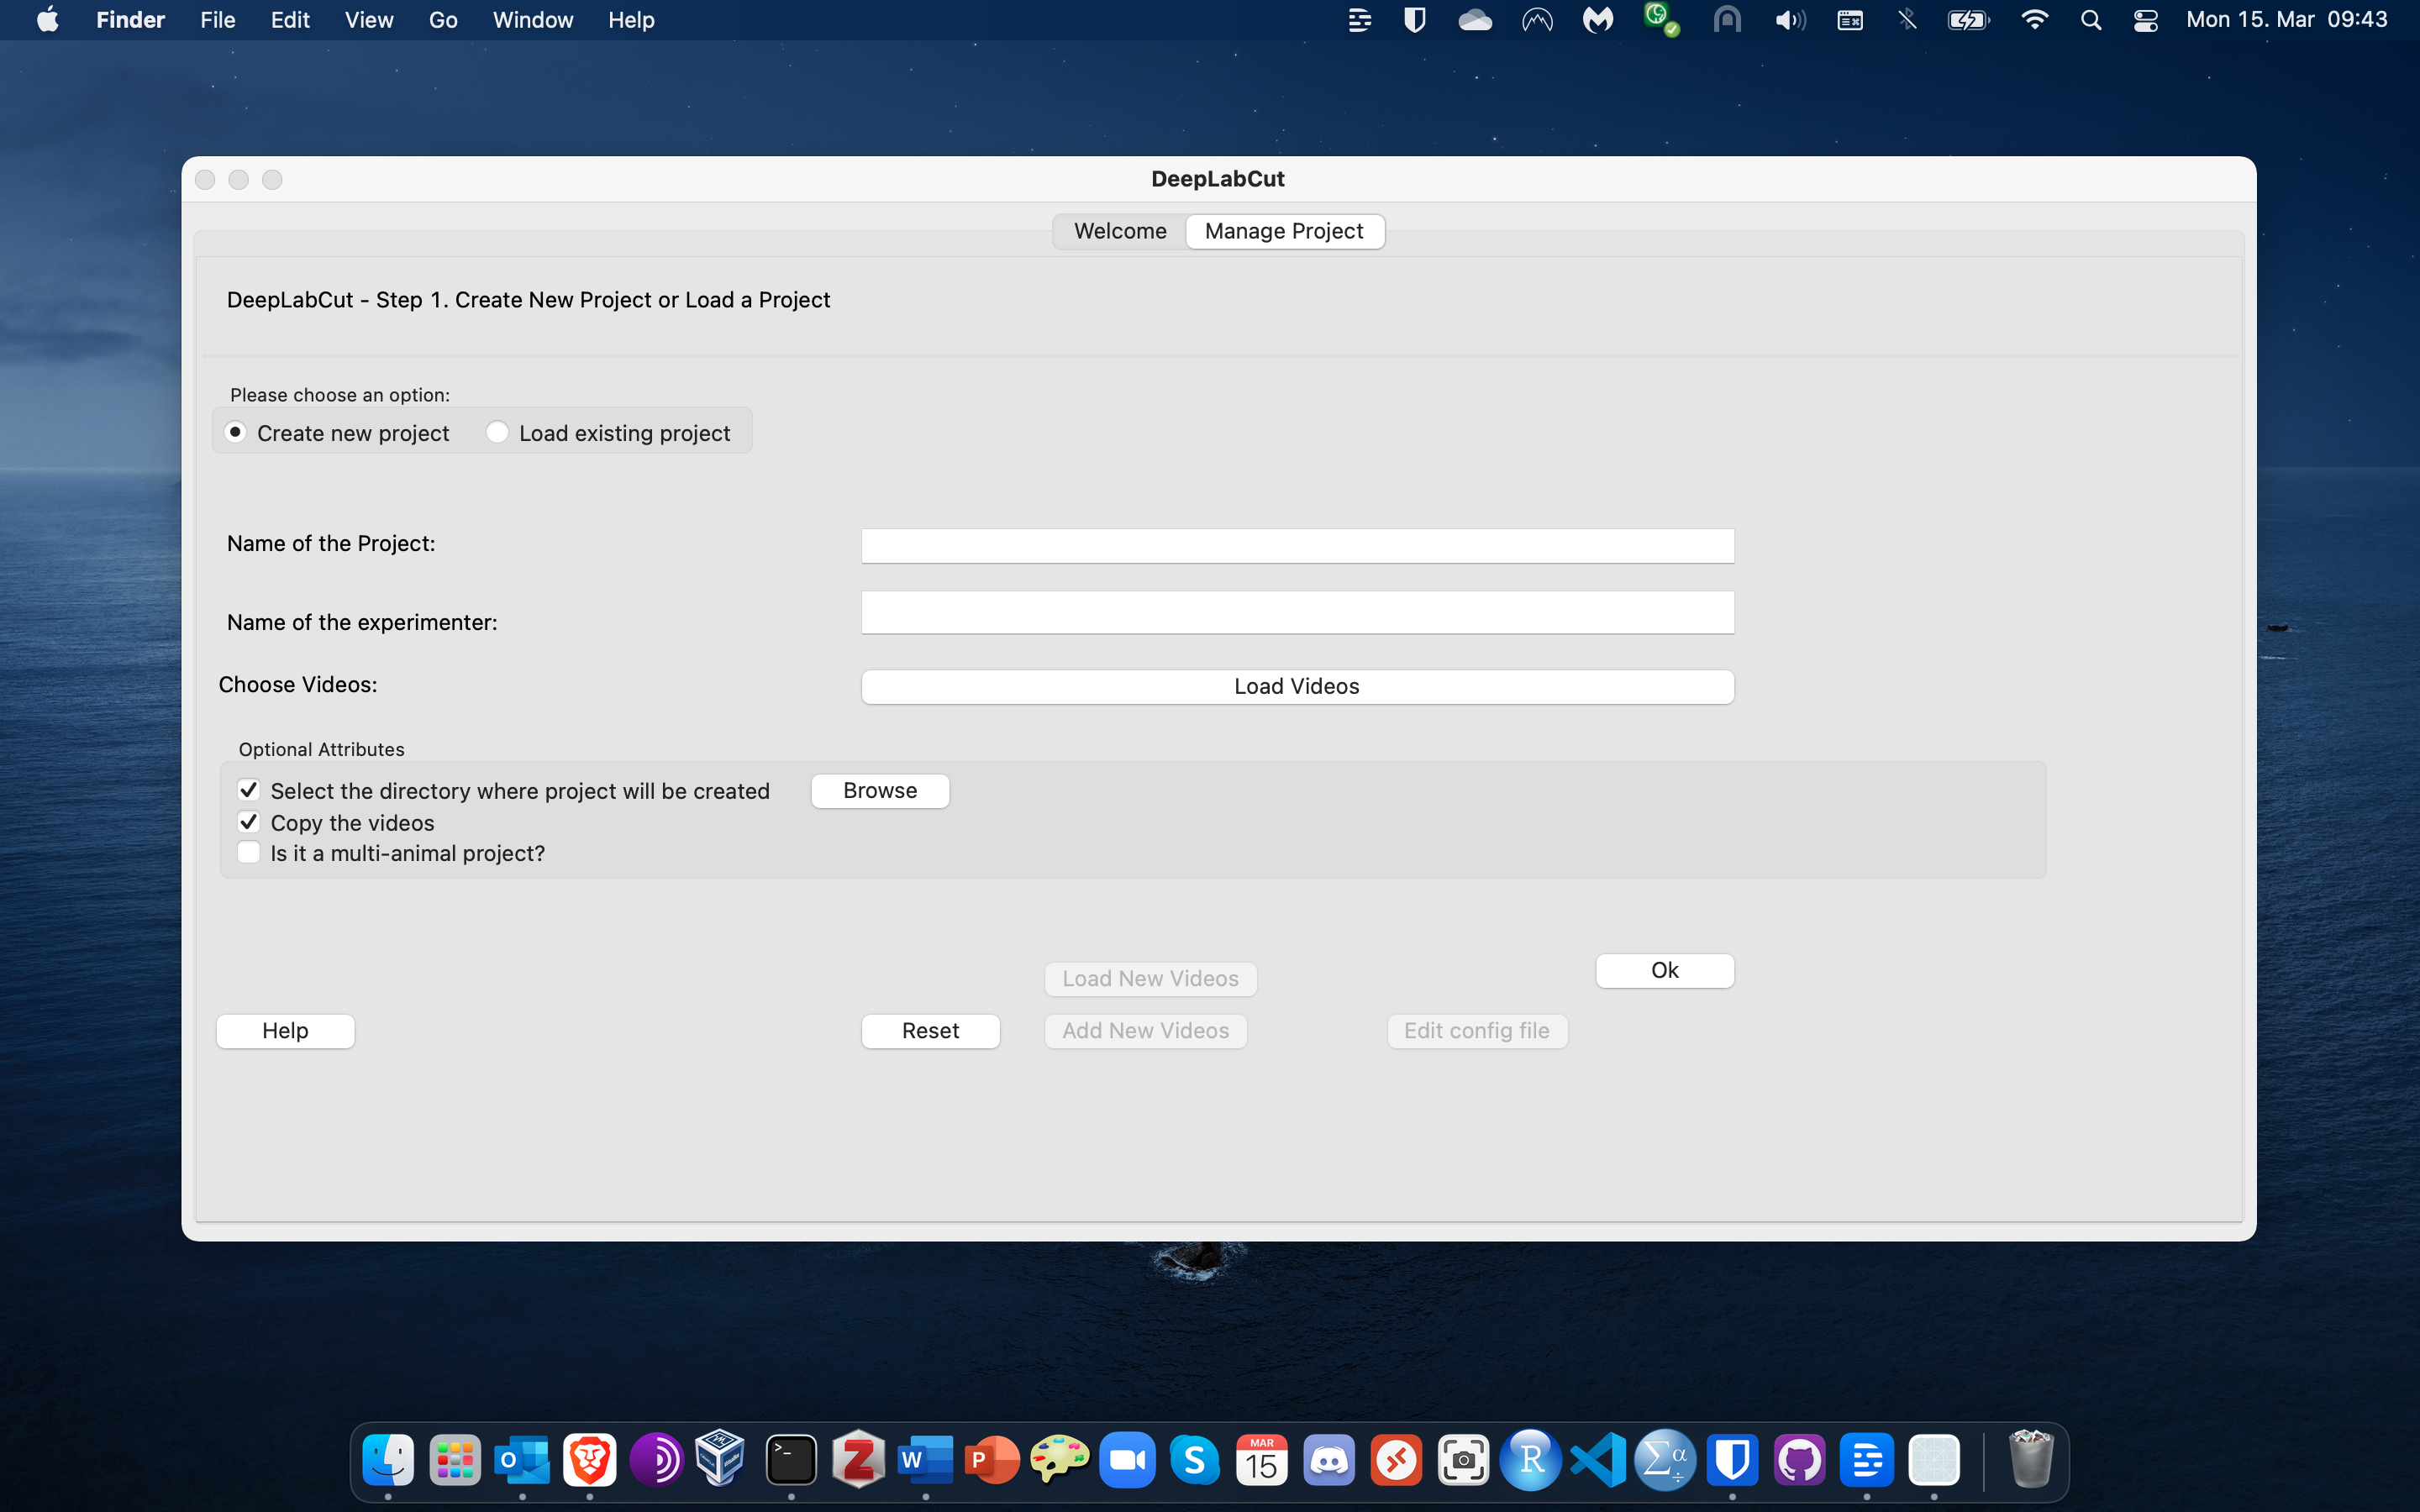 Finder File Edit View Go Window Help Mon 15. Mar 09:43
DeepLabCut
Welcome Manage Project
DeepLabCut - Step 1. Create New Project or Load a Project
Please choose an option:
Create new project Load existing project
Name of the Project:
Name of the experimenter:
Choose Videos: Load Videos
Optional Attributes
Select the directory where project will be created Browse
Copy the videos
Is it a multi-animal project?
Ok
Load New Videos
Help Reset Add New Videos Edit config file
MAR
15